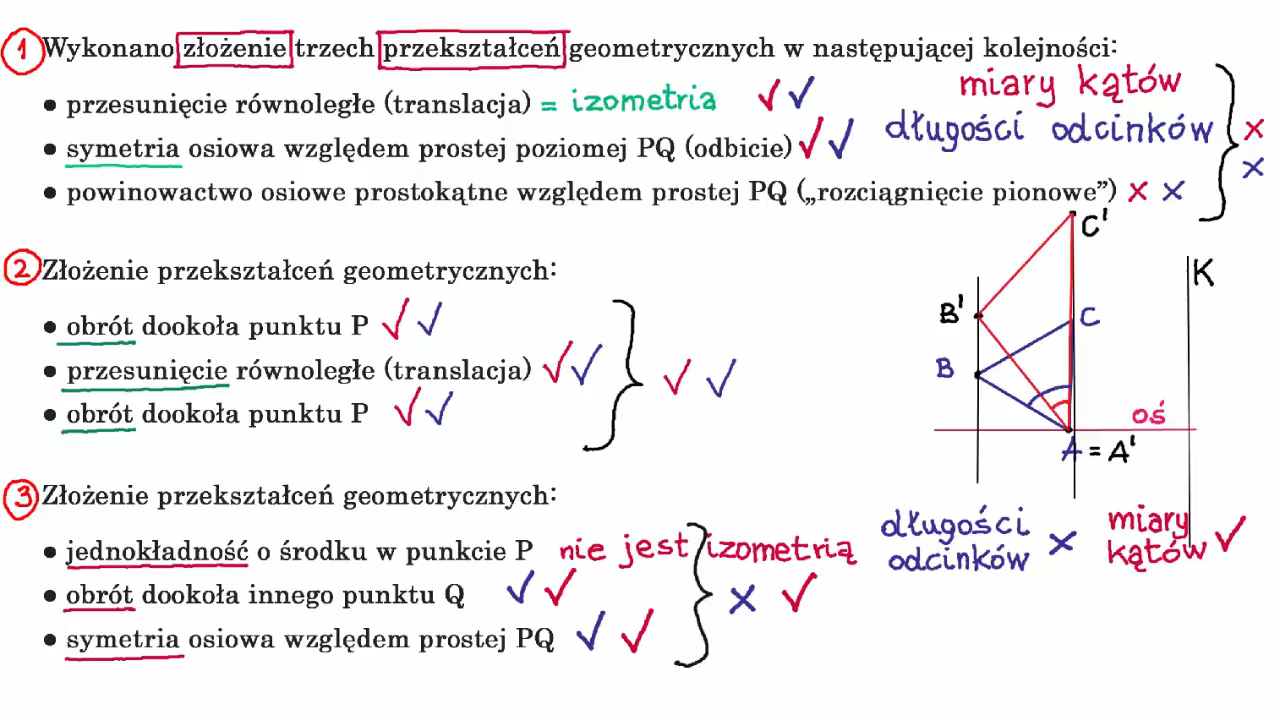 1 Wykonano złożenie trzech przekształceń geometrycznych w następującej kolejności:
• przesunięcie równoległe (translacja) = izometria ✓ ✓
miary kątów
długości odcinków × ×
• symetria osiowa względem prostej poziomej PQ (odbicie) ✓ ✓
• powinowactwo osiowe prostokątne względem prostej PQ („rozciągnięcie pionowe”) × ×
2 Złożenie przekształceń geometrycznych:
• obrót dookoła punktu P ✓ ✓
• przesunięcie równoległe (translacja) ✓ ✓
• obrót dookoła punktu P ✓ ✓
✓ ✓
C'
K
B'
C
B
oś
A = A'
3 Złożenie przekształceń geometrycznych:
• jednokładność o środku w punkcie P nie jest izometrią
• obrót dookoła innego punktu Q ✓ ✓
• symetria osiowa względem prostej PQ ✓ ✓
× ✓
długości
odcinków ×
miary
kątów ✓